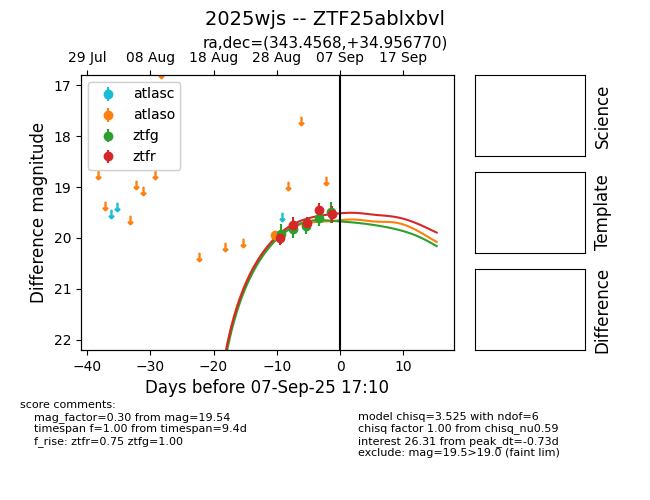 2025wjs -- ZTF25ablxbvl
ra,dec=(343.4568,+34.956770)
29 Jul 08 Aug 18 Aug 28 Aug 07 Sep 17 Sep
17
18
19
20
21
22
Difference magnitude
atlasc
atlaso
ztfg
ztfr
−40 −30 −20 −10 0 10
Days before 07-Sep-25 17:10
Science
Template
Difference
score comments:
mag_factor=0.30 from mag=19.54
timespan f=1.00 from timespan=9.4d
f_rise: ztfr=0.75 ztfg=1.00
model chisq=3.525 with ndof=6
chisq factor 1.00 from chisq_nu0.59
interest 26.31 from peak_dt=-0.73d
exclude: mag=19.5>19.0 (faint lim)